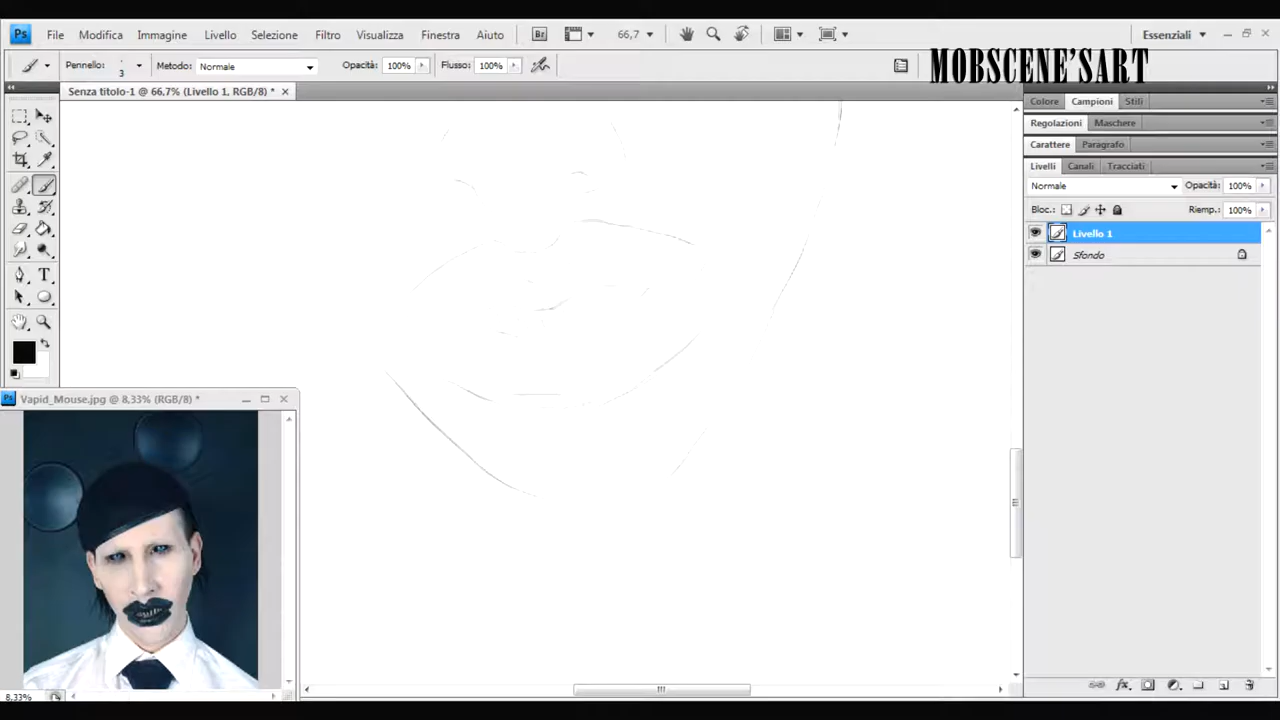 Ps File Modifica Immagine Livello Selezione Filtro Visualizza Finestra Aiuto Br 66,7 Essenziali
Pennello: 3 Metodo: Normale Opacità: 100% Flusso: 100%
MOBSCENE'SART
Senza titolo-1 @ 66,7% (Livello 1, RGB/8) *
Colore Campioni Stili
Regolazioni Maschere
Carattere Paragrafo
Livelli Canali Tracciati
Normale Opacità: 100%
Bloc.: Riemp.: 100%
Livello 1
Sfondo
T
Ps Vapid_Mouse.jpg @ 8,33% (RGB/8) *
8,33%
fx